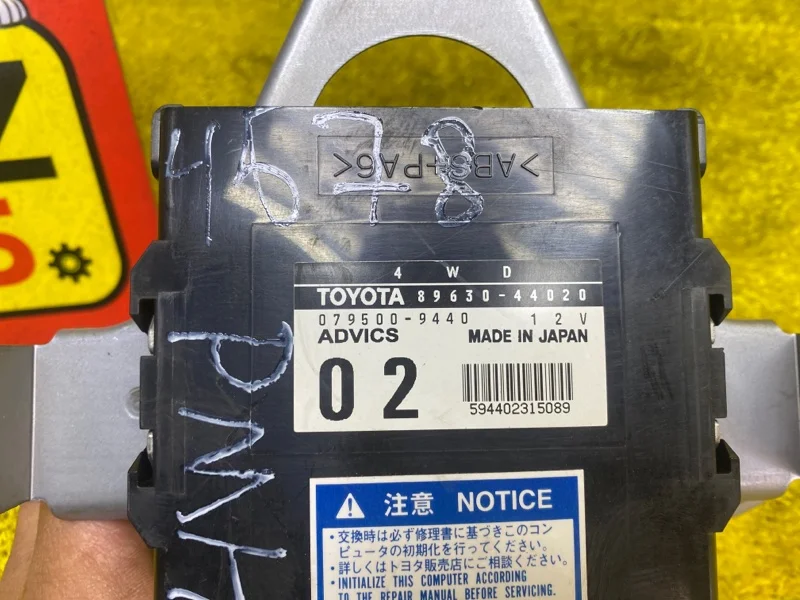 4578
>ABS+PA6<
4 W D
TOYOTA 89630-44020
079500-9440 12V
ADVICS MADE IN JAPAN
02
594402315089
注意 NOTICE
・交換時は必ず修理書に基づきこのコン
ピュータの初期化を行ってください。
・詳しくはトヨタ販売店にご相談ください。
・INITIALIZE THIS COMPUTER ACCORDING
TO THE REPAIR MANUAL BEFORE SERVICING.